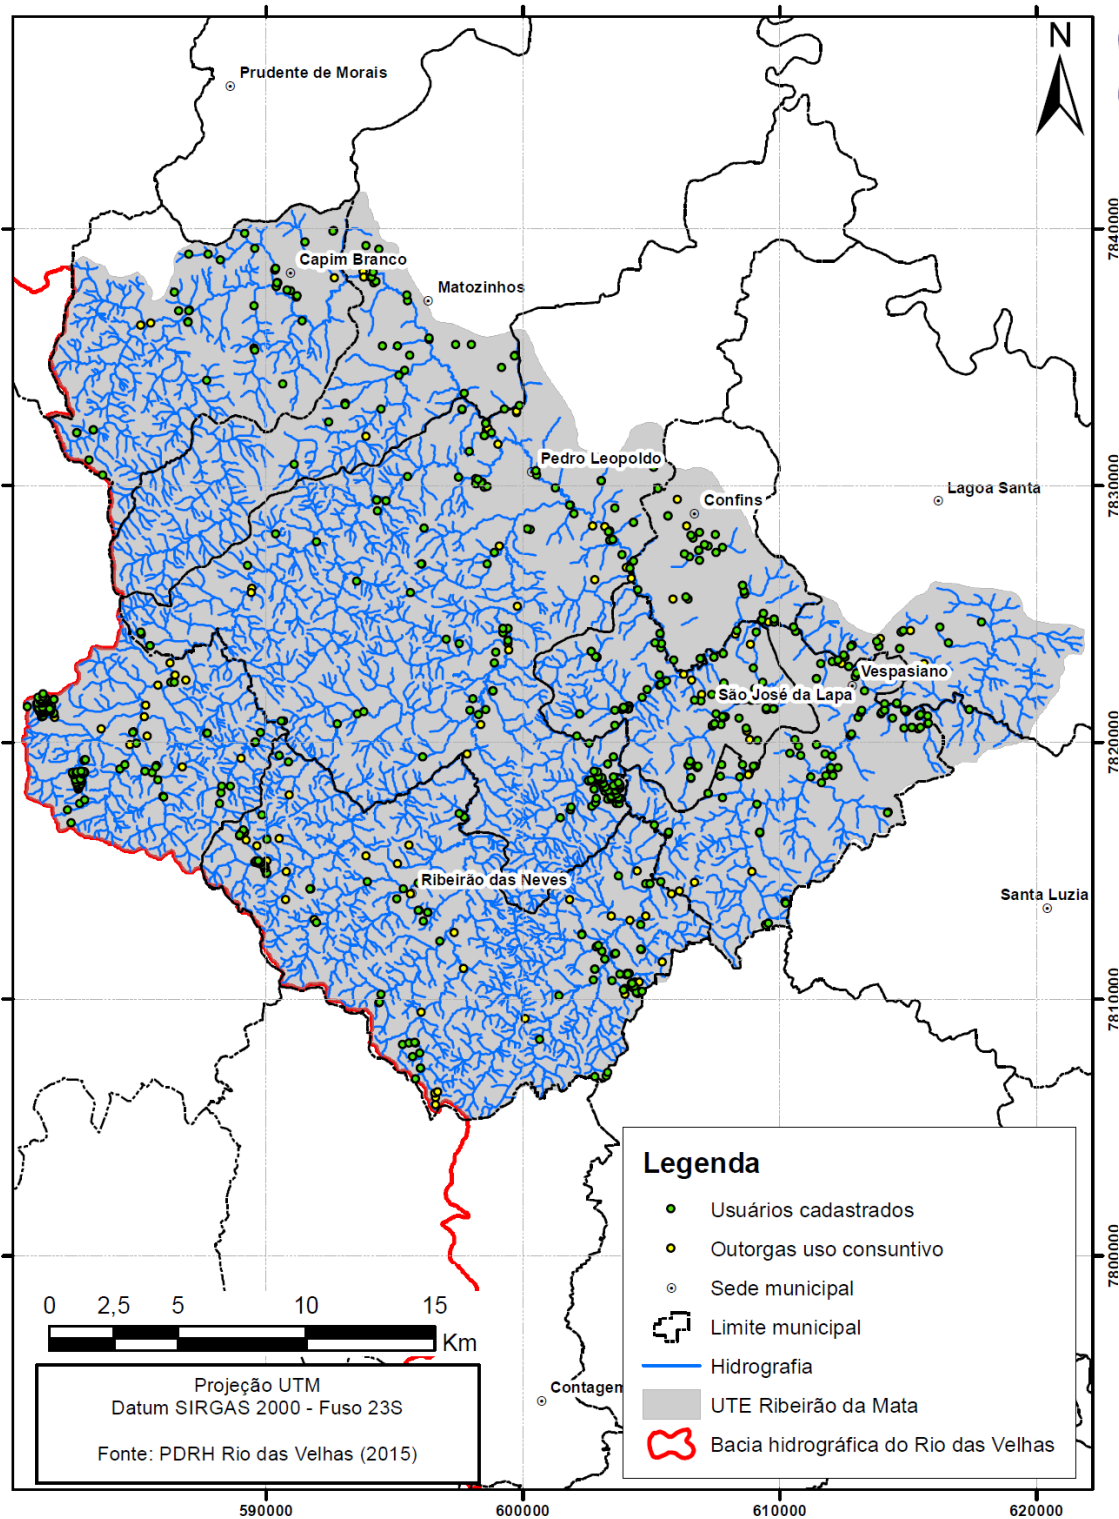 N
Prudente de Morais
7840000
Capim Branco
Matozinhos
Pedro Leopoldo
7830000
Lagoa Santa
Confins
Vespasiano
São José da Lapa
7820000
Ribeirão das Neves
Santa Luzia
7810000
Legenda
Usuários cadastrados
Outorgas uso consuntivo
Sede municipal
Limite municipal
Hidrografia
UTE Ribeirão da Mata
Bacia hidrográfica do Rio das Velhas
7800000
0 2,5 5 10 15
Km
Projeção UTM
Datum SIRGAS 2000 - Fuso 23S
Fonte: PDRH Rio das Velhas (2015)
Contagem
590000 600000 610000 620000